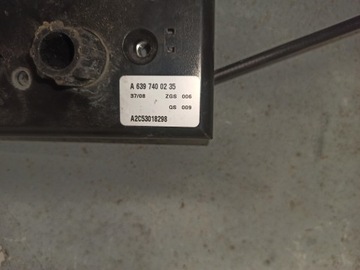 A 639 740 02 35
37/08 ZGS 006
QS 009
A2C53018298